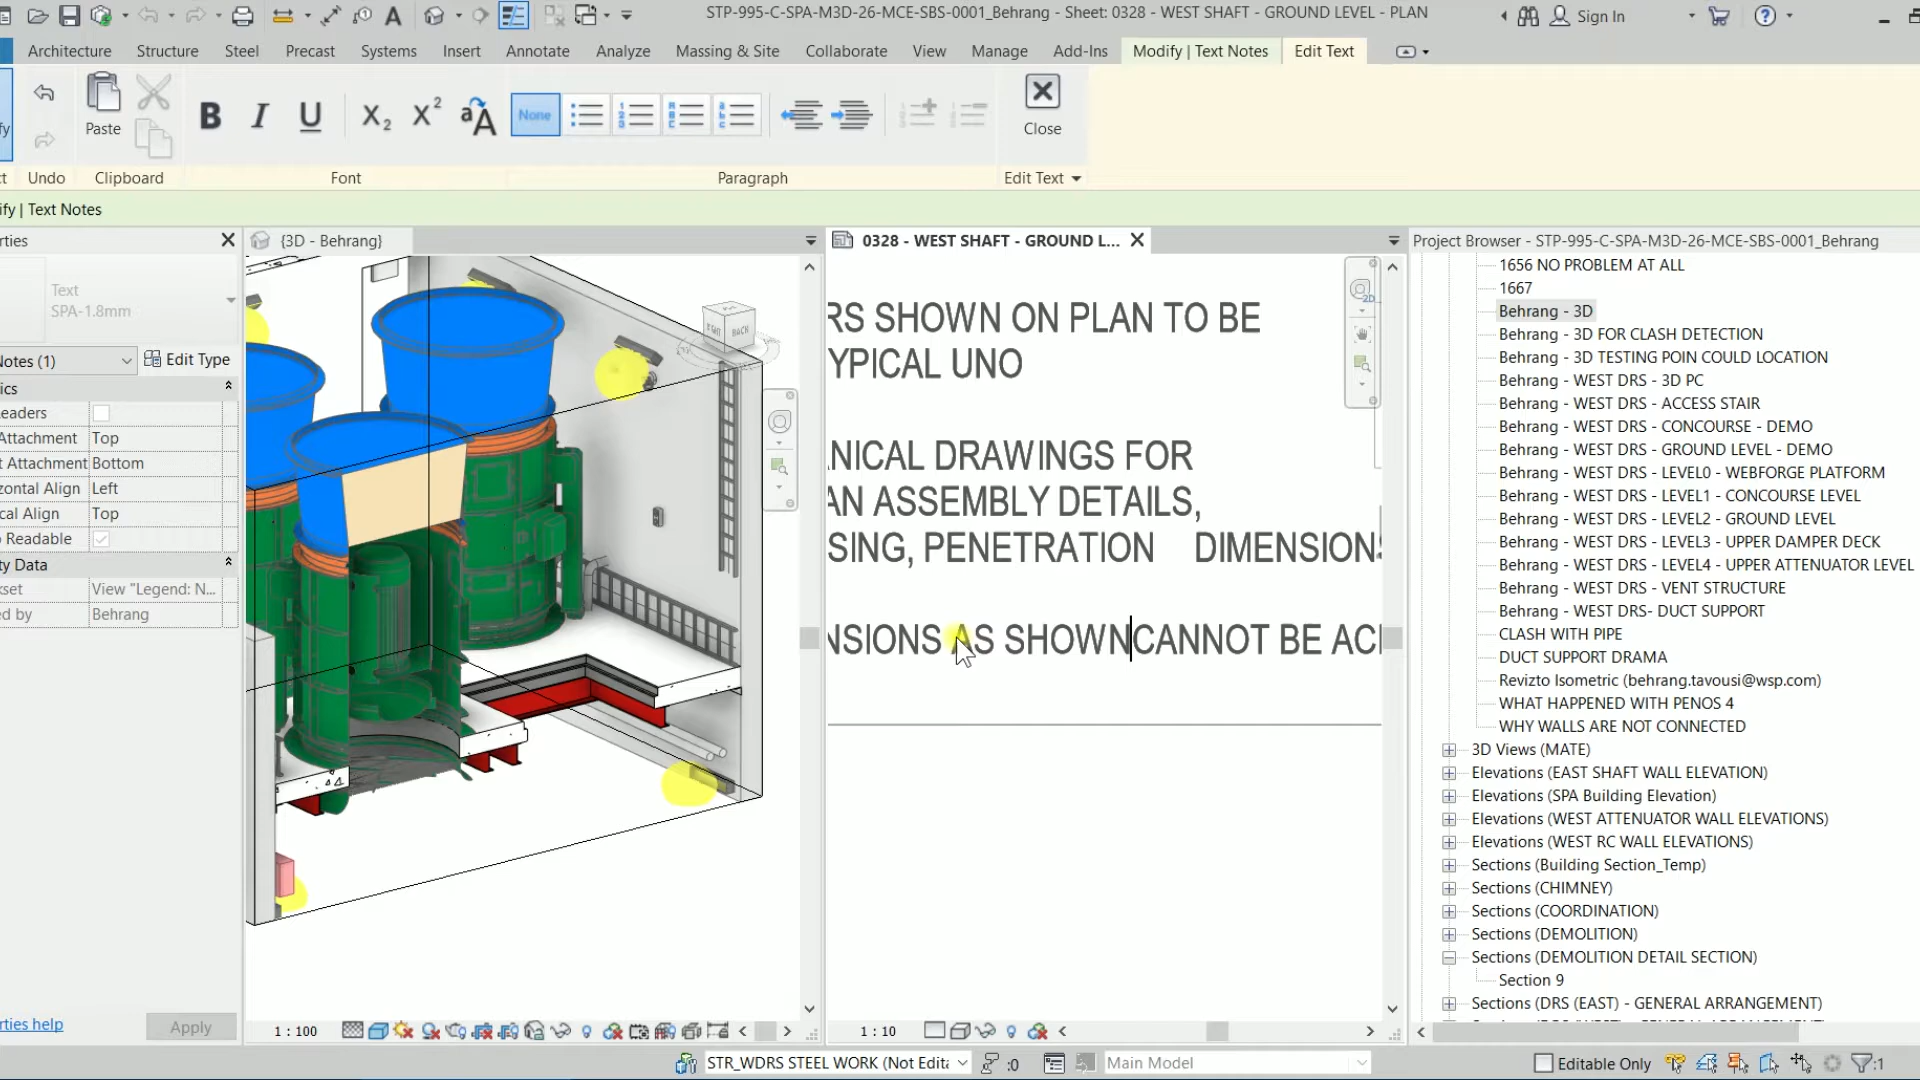 STP-995-C-SPA-M3D-26-MCE-SBS-0001_Behrang - Sheet: 0328 - WEST SHAFT - GROUND LEVEL - PLAN
Sign In
Architecture Structure Steel Precast Systems Insert Annotate Analyze Massing & Site Collaborate View Manage Add-Ins Modify | Text Notes Edit Text
None
Paste Close
Undo Clipboard Font Paragraph Edit Text
ify | Text Notes
rties
{3D - Behrang}
0328 - WEST SHAFT - GROUND L...
Project Browser - STP-995-C-SPA-M3D-26-MCE-SBS-0001_Behrang
Text
SPA-1.8mm
Notes (1)
Edit Type
ics
eaders
Attachment Top
t Attachment Bottom
zontal Align Left
cal Align Top
Readable
ty Data
kset View "Legend: N...
ed by Behrang
rties help
Apply
RIGHT BACK
RS SHOWN ON PLAN TO BE
YPICAL UNO
ANICAL DRAWINGS FOR
AN ASSEMBLY DETAILS,
SING, PENETRATION DIMENSIONS
NSIONS AS SHOWNCANNOT BE ACI
2D
1656 NO PROBLEM AT ALL
1667
Behrang - 3D
Behrang - 3D FOR CLASH DETECTION
Behrang - 3D TESTING POIN COULD LOCATION
Behrang - WEST DRS - 3D PC
Behrang - WEST DRS - ACCESS STAIR
Behrang - WEST DRS - CONCOURSE - DEMO
Behrang - WEST DRS - GROUND LEVEL - DEMO
Behrang - WEST DRS - LEVEL0 - WEBFORGE PLATFORM
Behrang - WEST DRS - LEVEL1 - CONCOURSE LEVEL
Behrang - WEST DRS - LEVEL2 - GROUND LEVEL
Behrang - WEST DRS - LEVEL3 - UPPER DAMPER DECK
Behrang - WEST DRS - LEVEL4 - UPPER ATTENUATOR LEVEL
Behrang - WEST DRS - VENT STRUCTURE
Behrang - WEST DRS- DUCT SUPPORT
CLASH WITH PIPE
DUCT SUPPORT DRAMA
Revizto Isometric (behrang.tavousi@wsp.com)
WHAT HAPPENED WITH PENOS 4
WHY WALLS ARE NOT CONNECTED
3D Views (MATE)
Elevations (EAST SHAFT WALL ELEVATION)
Elevations (SPA Building Elevation)
Elevations (WEST ATTENUATOR WALL ELEVATIONS)
Elevations (WEST RC WALL ELEVATIONS)
Sections (Building Section_Temp)
Sections (CHIMNEY)
Sections (COORDINATION)
Sections (DEMOLITION)
Sections (DEMOLITION DETAIL SECTION)
Section 9
Sections (DRS (EAST) - GENERAL ARRANGEMENT)
1 : 100
1 : 10
STR_WDRS STEEL WORK (Not Edita
:0
Main Model
Editable Only
:1